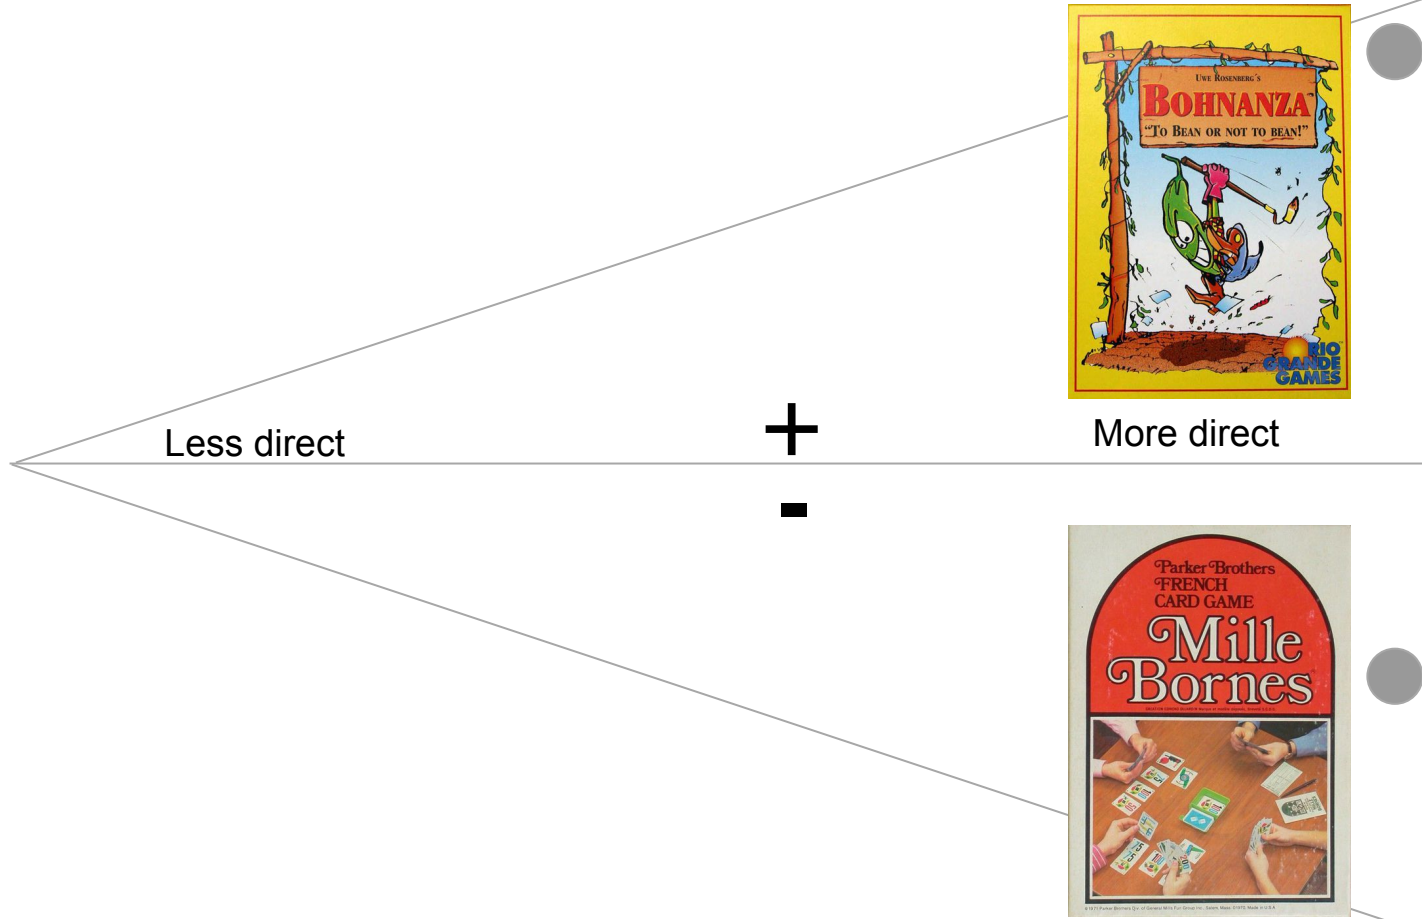 UWE ROSENBERG´S
BOHNANZA™
"TO BEAN OR NOT TO BEAN!"
RIO
GRANDE
GAMES
Less direct
+
More direct
-
Parker Brothers
FRENCH
CARD GAME
Mille
Bornes